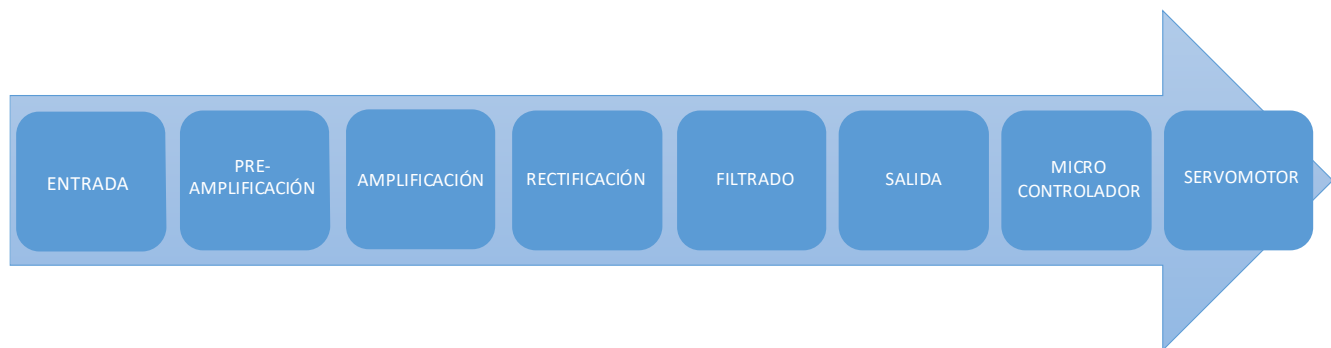 ENTRADA
PRE-
AMPLIFICACIÓN
AMPLIFICACIÓN
RECTIFICACIÓN
FILTRADO
SALIDA
MICRO
CONTROLADOR
SERVOMOTOR